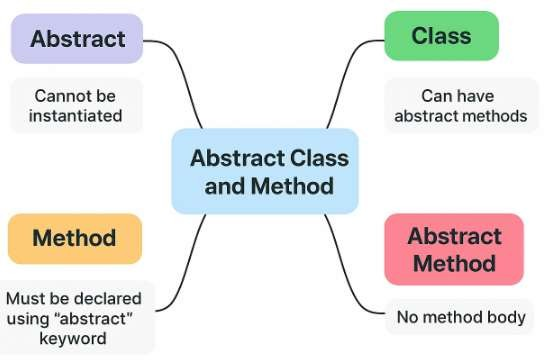 Abstract
Cannot be
instantiated
Class
Can have
abstract methods
Abstract Class
and Method
Method
Must be declared
using “abstract”
keyword
Abstract
Method
No method body